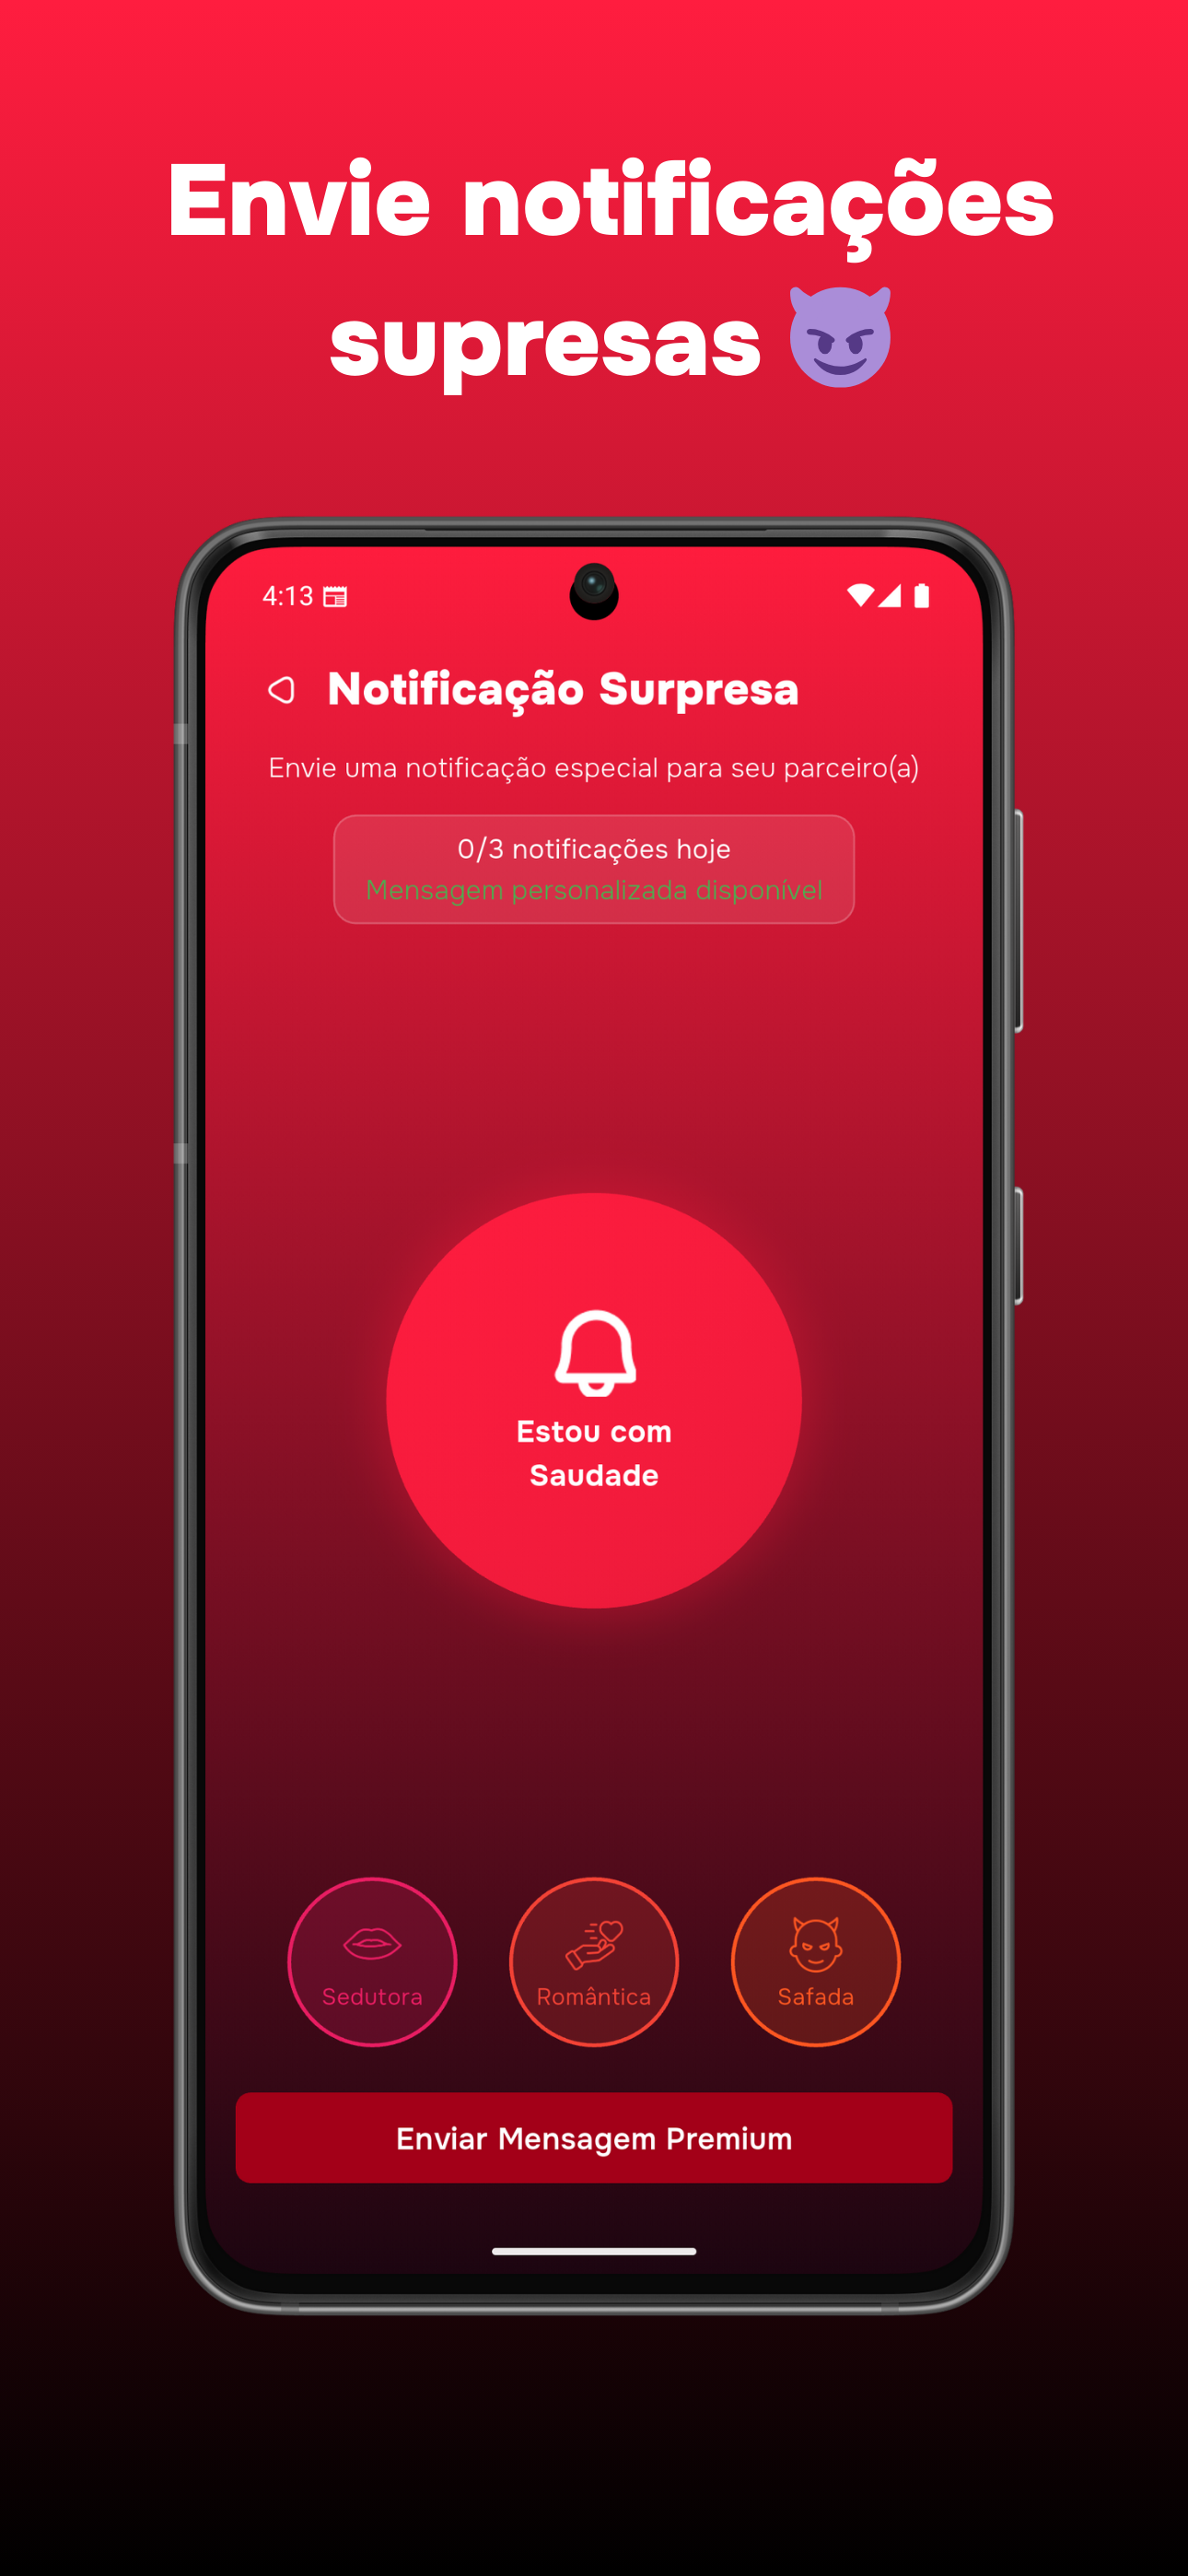 Envie notificações
supresas
4:13
Notificação Surpresa
Envie uma notificação especial para seu parceiro(a)
0/3 notificações hoje
Mensagem personalizada disponível
Estou com
Saudade
Sedutora
Romântica
Safada
Enviar Mensagem Premium